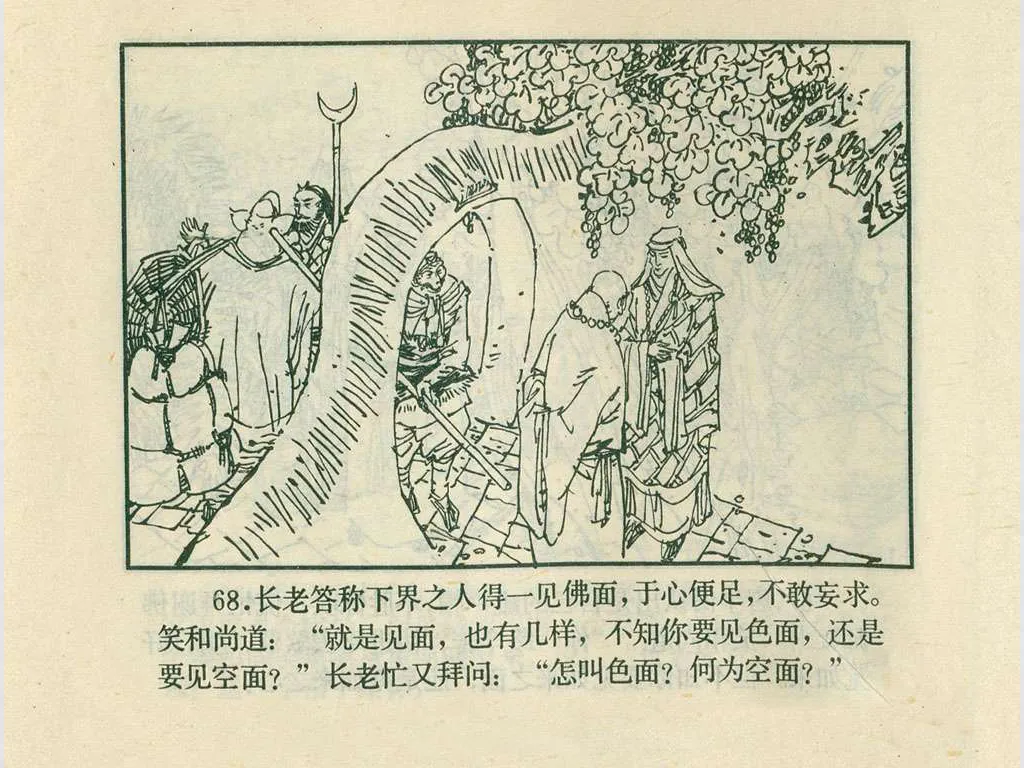 68.长老答称下界之人得一见佛面，于心便足，不敢妄求。
笑和尚道：“就是见面，也有几样，不知你要见色面，还是
要见空面？” 长老忙又拜问：“怎叫色面？何为空面？”